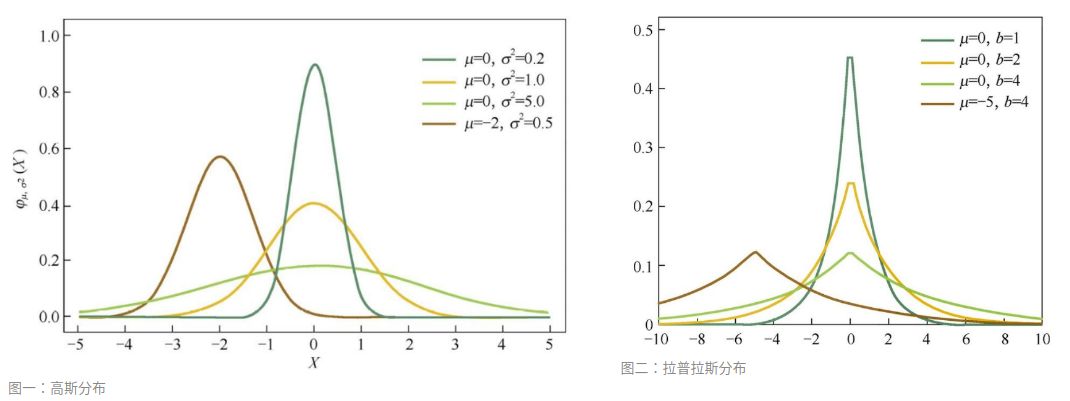 1.0
0.8
0.6
0.4
0.2
0.0
φμ, σ² (X)
μ=0, σ²=0.2
μ=0, σ²=1.0
μ=0, σ²=5.0
μ=−2, σ²=0.5
−5 −4 −3 −2 −1 0 1 2 3 4 5
X
图一：高斯分布
0.5
0.4
0.3
0.2
0.1
0
μ=0, b=1
μ=0, b=2
μ=0, b=4
μ=−5, b=4
−10 −8 −6 −4 −2 0 2 4 6 8 10
图二：拉普拉斯分布